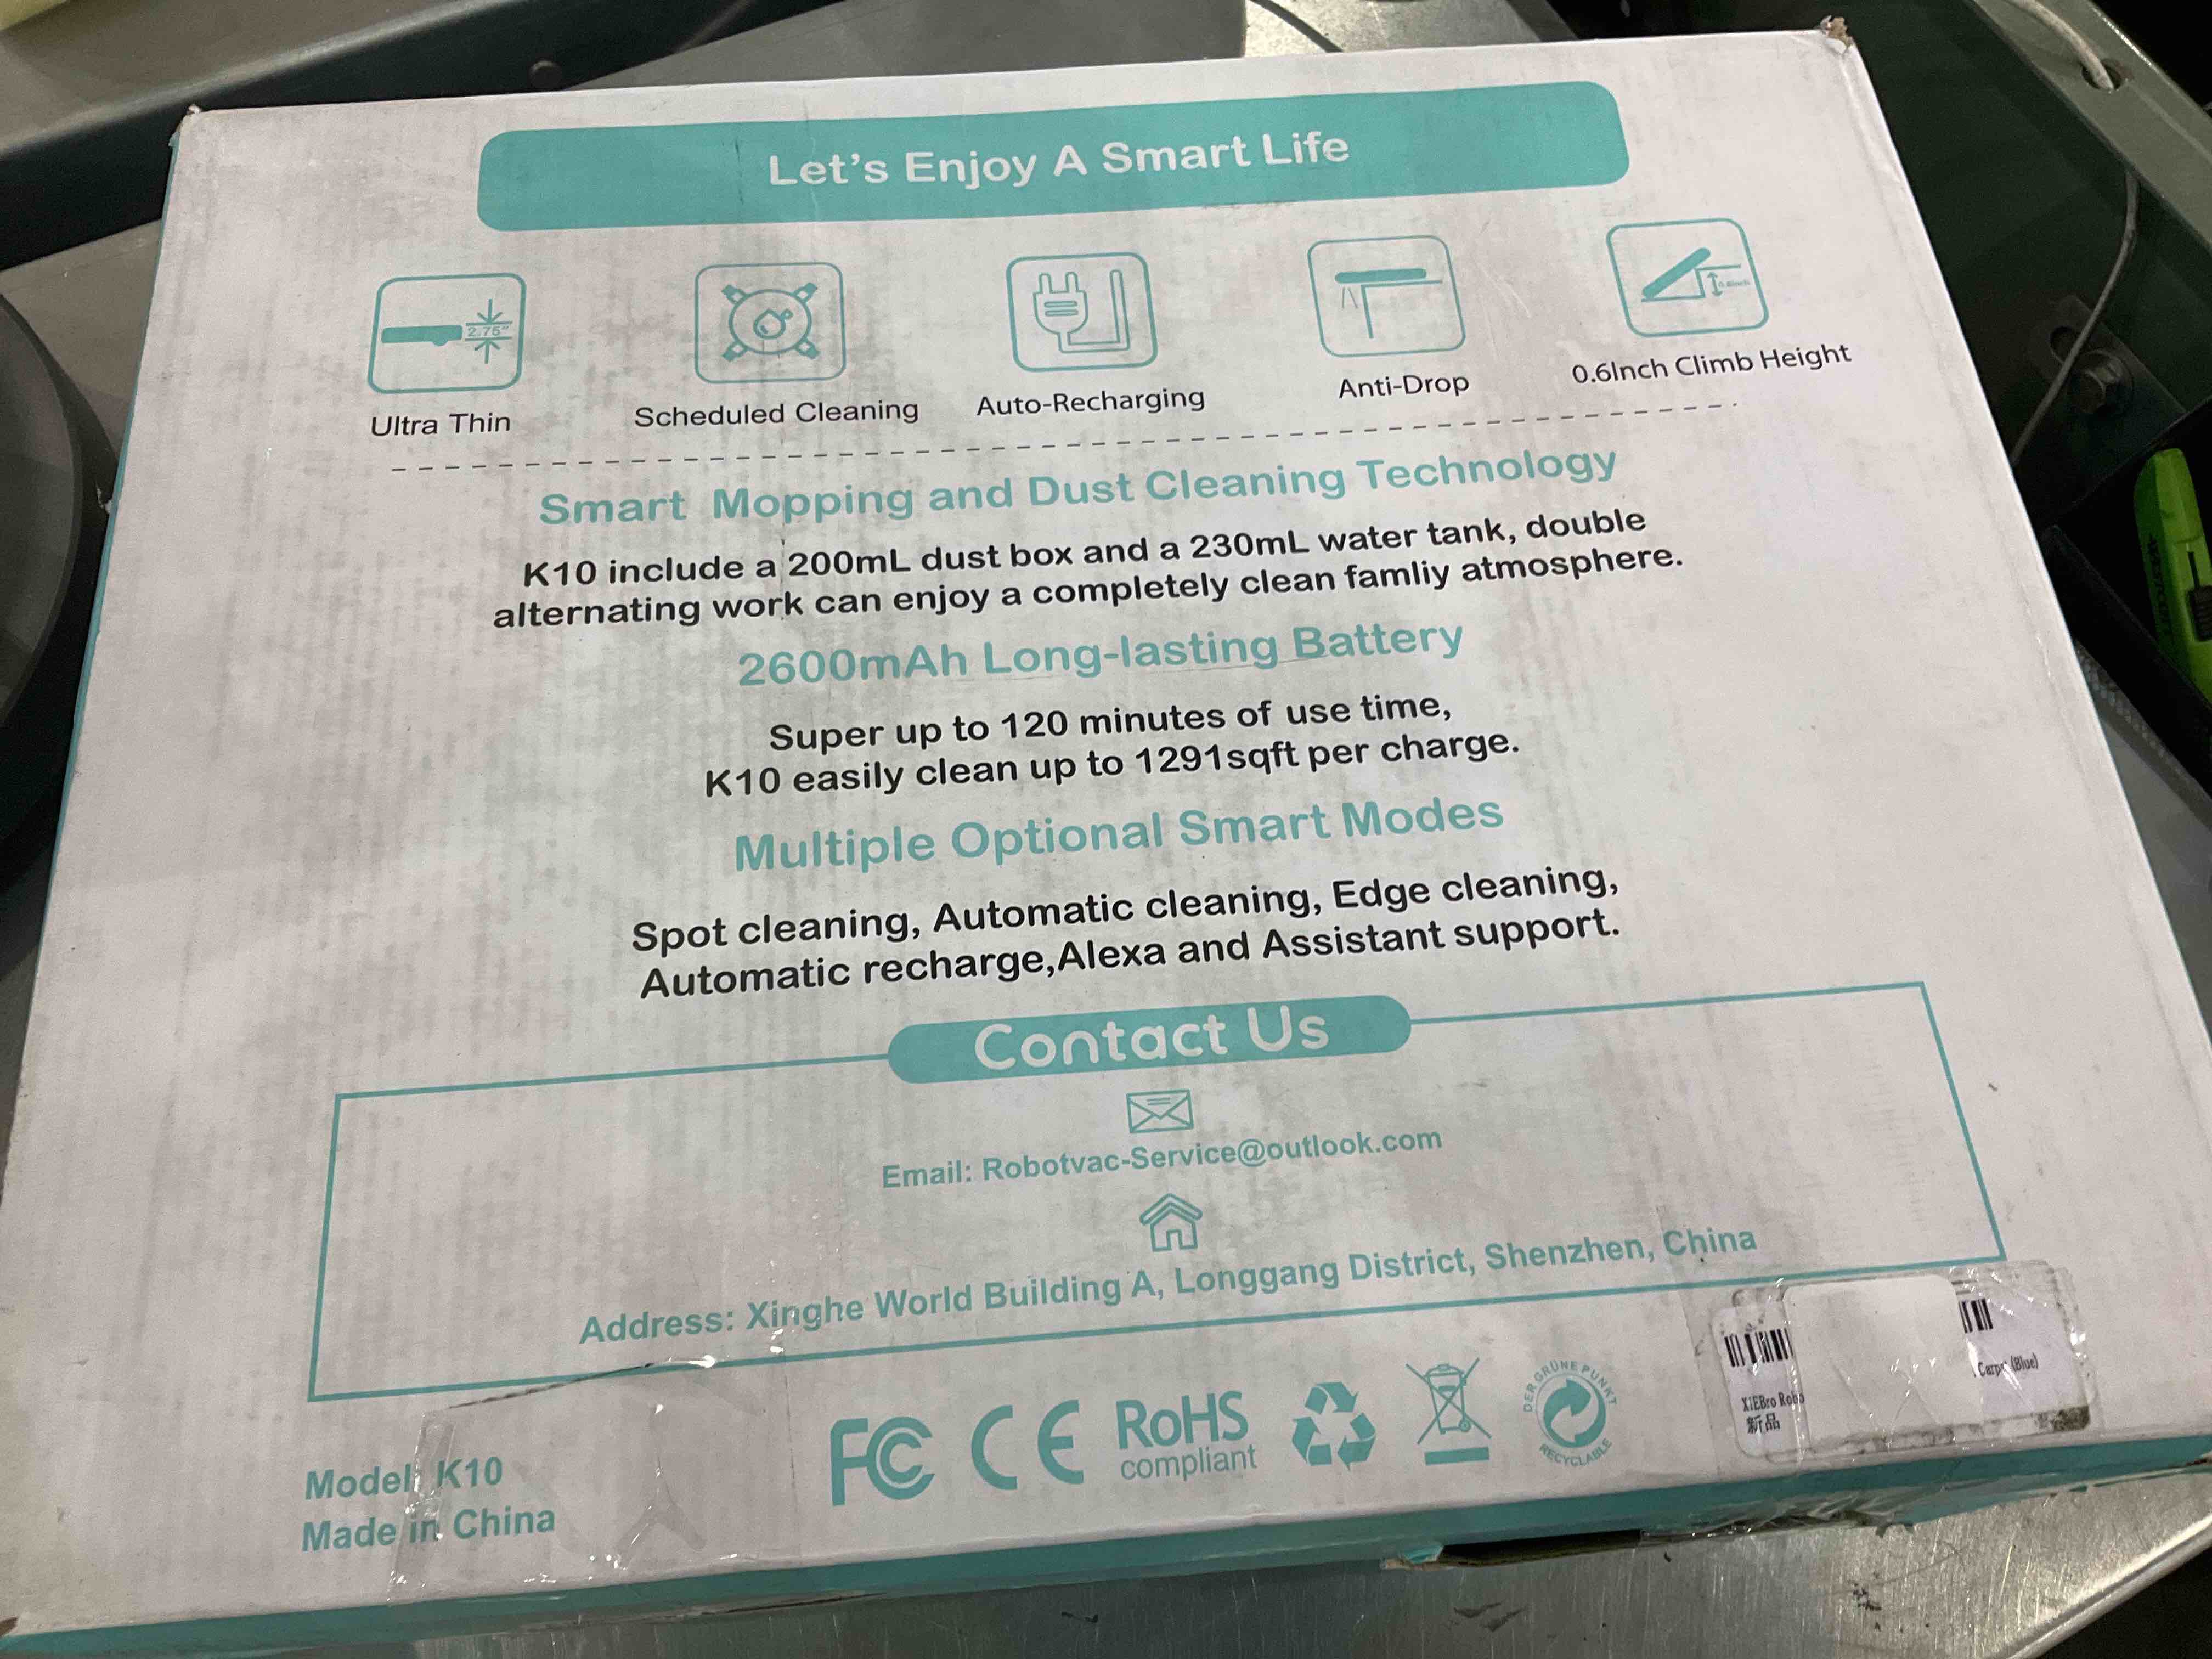 Let's Enjoy A Smart Life
2.75"
Ultra Thin
Scheduled Cleaning
Auto-Recharging
Anti-Drop
0.6Inch Climb Height
Smart Mopping and Dust Cleaning Technology
K10 include a 200mL dust box and a 230mL water tank, double
alternating work can enjoy a completely clean famliy atmosphere.
2600mAh Long-lasting Battery
Super up to 120 minutes of use time,
K10 easily clean up to 1291sqft per charge.
Multiple Optional Smart Modes
Spot cleaning, Automatic cleaning, Edge cleaning,
Automatic recharge,Alexa and Assistant support.
Contact Us
Email: Robotvac-Service@outlook.com
Address: Xinghe World Building A, Longgang District, Shenzhen, China
Model: K10
Made in China
FC CE RoHS
compliant
DER GRÜNE PUNKT
RECYCLABLE
XiEBro (Blue)
新品